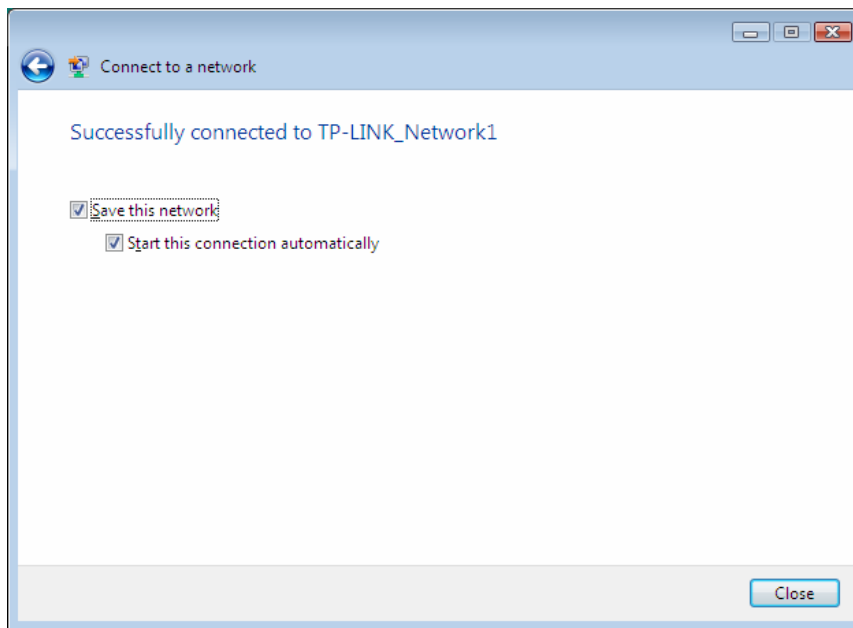 Connect to a network
Successfully connected to TP-LINK_Network1
Save this network
Start this connection automatically
Close